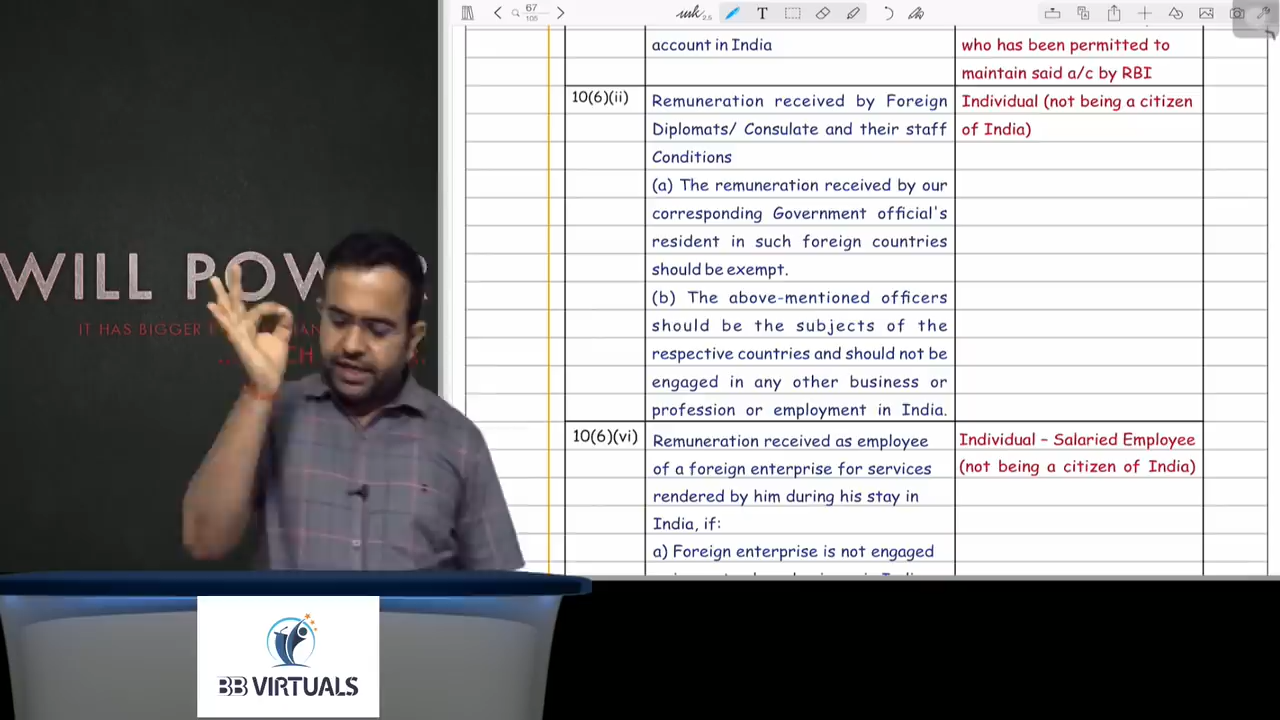 67
105
2.5
T
account in India
who has been permitted to
maintain said a/c by RBI
10(6)(ii)
Remuneration received by Foreign
Diplomats/ Consulate and their staff
Conditions
(a) The remuneration received by our
corresponding Government official's
resident in such foreign countries
should be exempt.
(b) The above-mentioned officers
should be the subjects of the
respective countries and should not be
engaged in any other business or
profession or employment in India.
Individual (not being a citizen
of India)
10(6)(vi)
Remuneration received as employee
of a foreign enterprise for services
rendered by him during his stay in
India, if:
a) Foreign enterprise is not engaged
Individual – Salaried Employee
(not being a citizen of India)
WILL POWER
IT HAS BIGGER
BB VIRTUALS